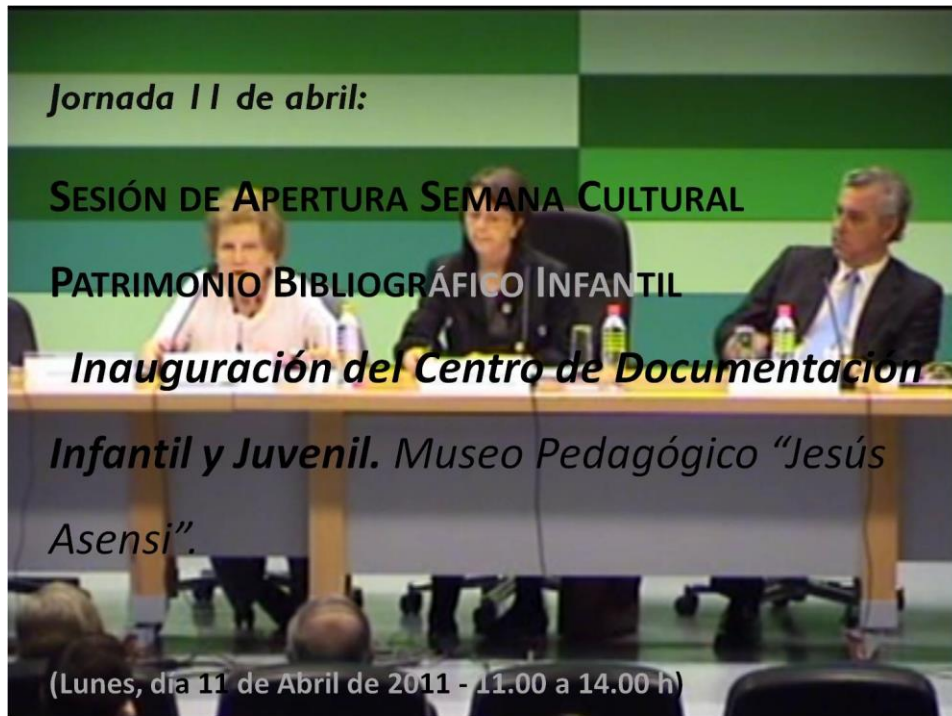 Jornada 11 de abril:
SESIÓN DE APERTURA SEMANA CULTURAL
PATRIMONIO BIBLIOGRÁFICO INFANTIL
Inauguración del Centro de Documentación
Infantil y Juvenil. Museo Pedagógico “Jesús
Asensi”.
(Lunes, día 11 de Abril de 2011 - 11.00 a 14.00 h)